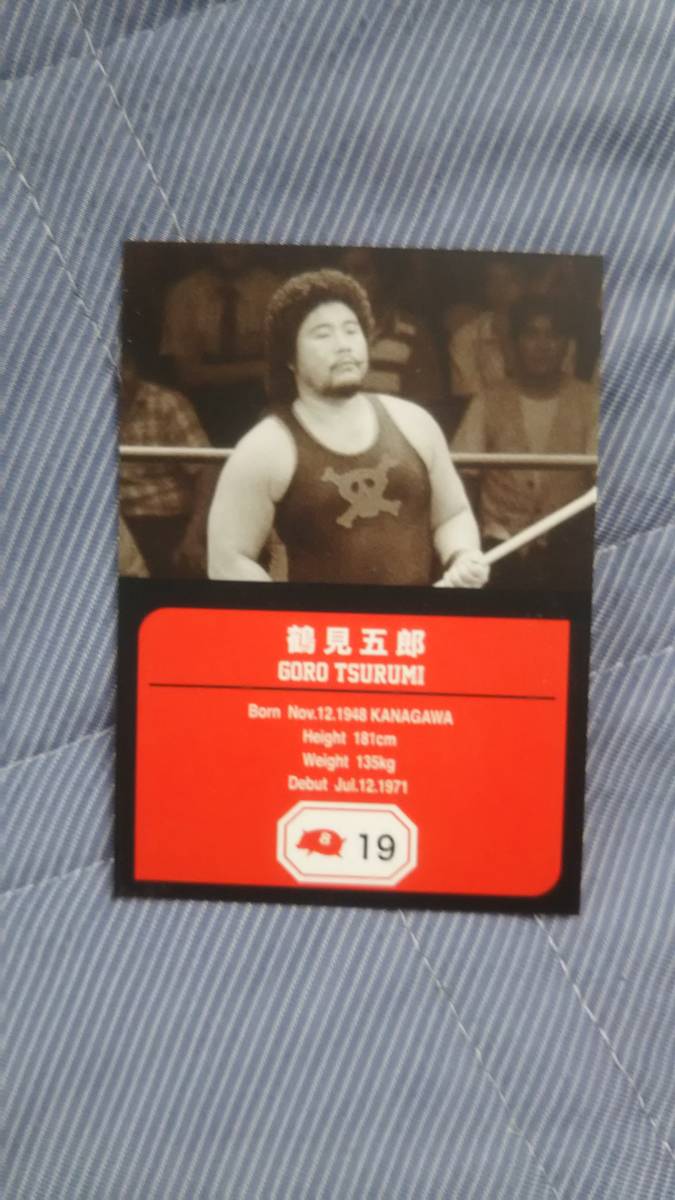 鶴見五郎
GORO TSURUMI
Born Nov.12.1948 KANAGAWA
Height 181cm
Weight 135kg
Debut Jul.12.1971
8 19